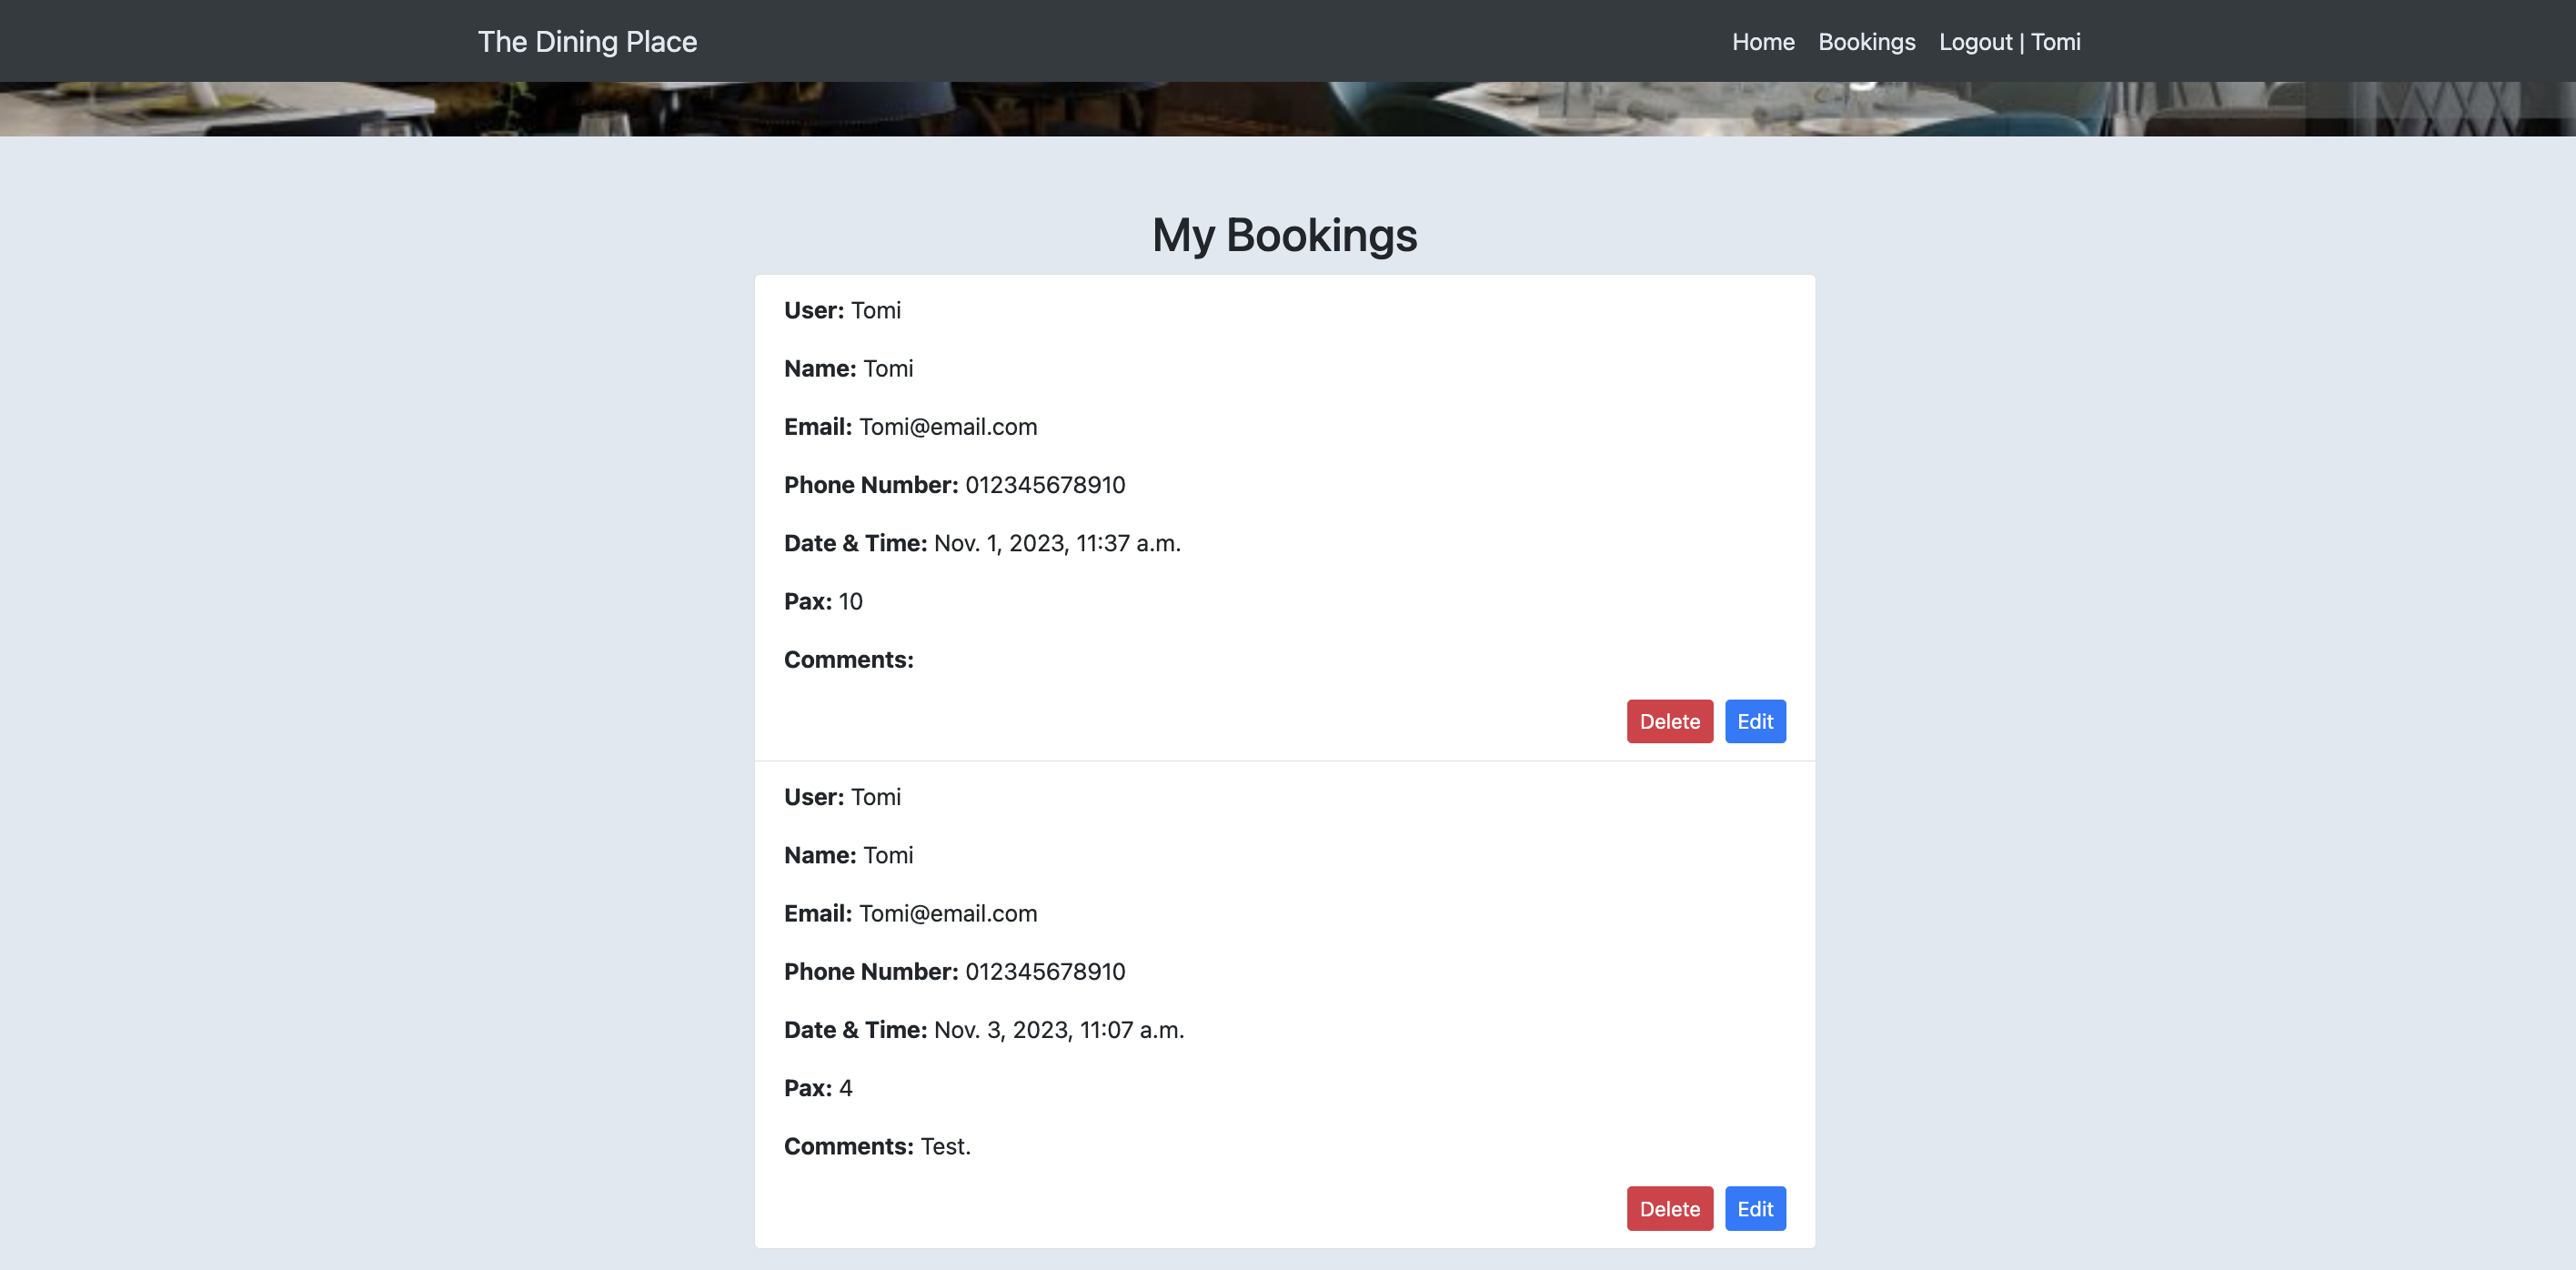 The Dining Place
Home Bookings Logout | Tomi
My Bookings
User: Tomi
Name: Tomi
Email: Tomi@email.com
Phone Number: 012345678910
Date & Time: Nov. 1, 2023, 11:37 a.m.
Pax: 10
Comments:
Delete Edit
User: Tomi
Name: Tomi
Email: Tomi@email.com
Phone Number: 012345678910
Date & Time: Nov. 3, 2023, 11:07 a.m.
Pax: 4
Comments: Test.
Delete Edit